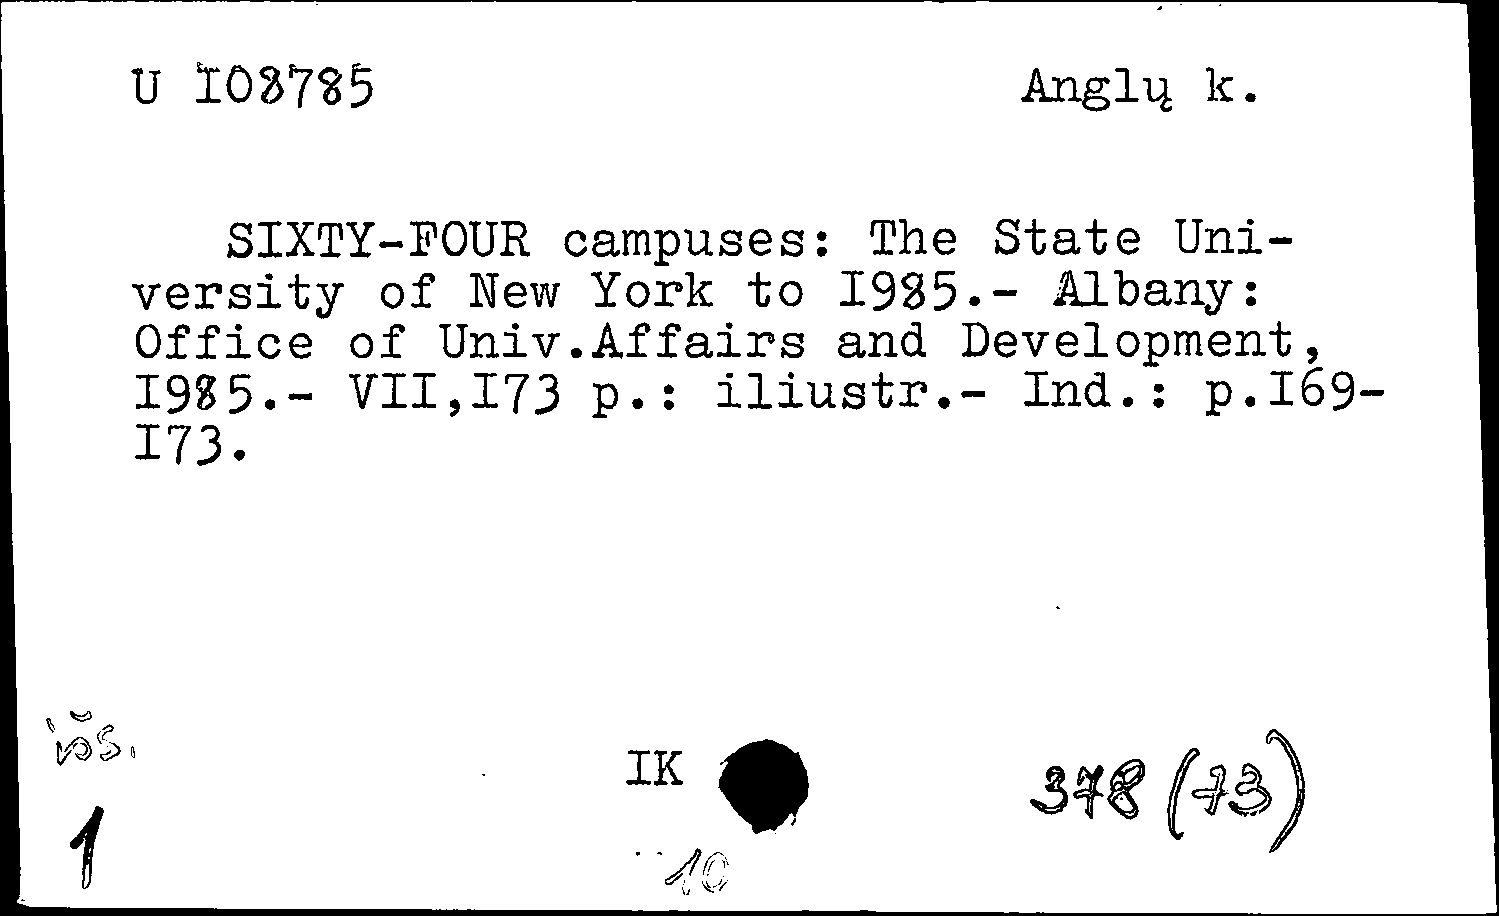 U I08785 Anglų k.
SIXTY-FOUR campuses: The State Uni-
versity of New York to I985.- Albany:
Office of Univ.Affairs and Development,
I985.- VII,I73 p.: iliustr.- Ind.: p.I69-
I73.
IK
378 (73)
1
10